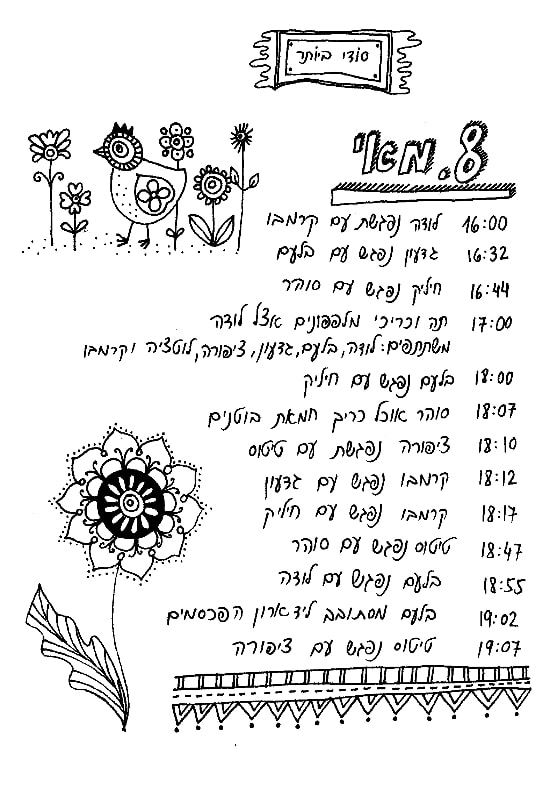 סודי ביותר
8. מאי
16:00 לודה נפגשת עם קרמבו
16:32 גדעון נפגש עם בלעם
16:44 חיליק נפגש עם סוהר
17:00 תה וכריכי מלפפונים אצל לודה
משתתפים: לודה, בלעם, גדעון, ציפורה, לוטציה וקרמבו
18:00 בלעם נפגש עם חיליק
18:07 סוהר אוכל כריך חמאת בוטנים
18:10 ציפורה נפגשת עם טיטוס
18:12 קרמבו נפגש עם גדעון
18:17 קרמבו נפגש עם חיליק
18:47 טיטוס נפגש עם סוהר
18:55 בלעם נפגש עם לודה
19:02 בלעם מסתובב ליד ארון הפרסמים
19:07 טיטוס נפגש עם ציפורה